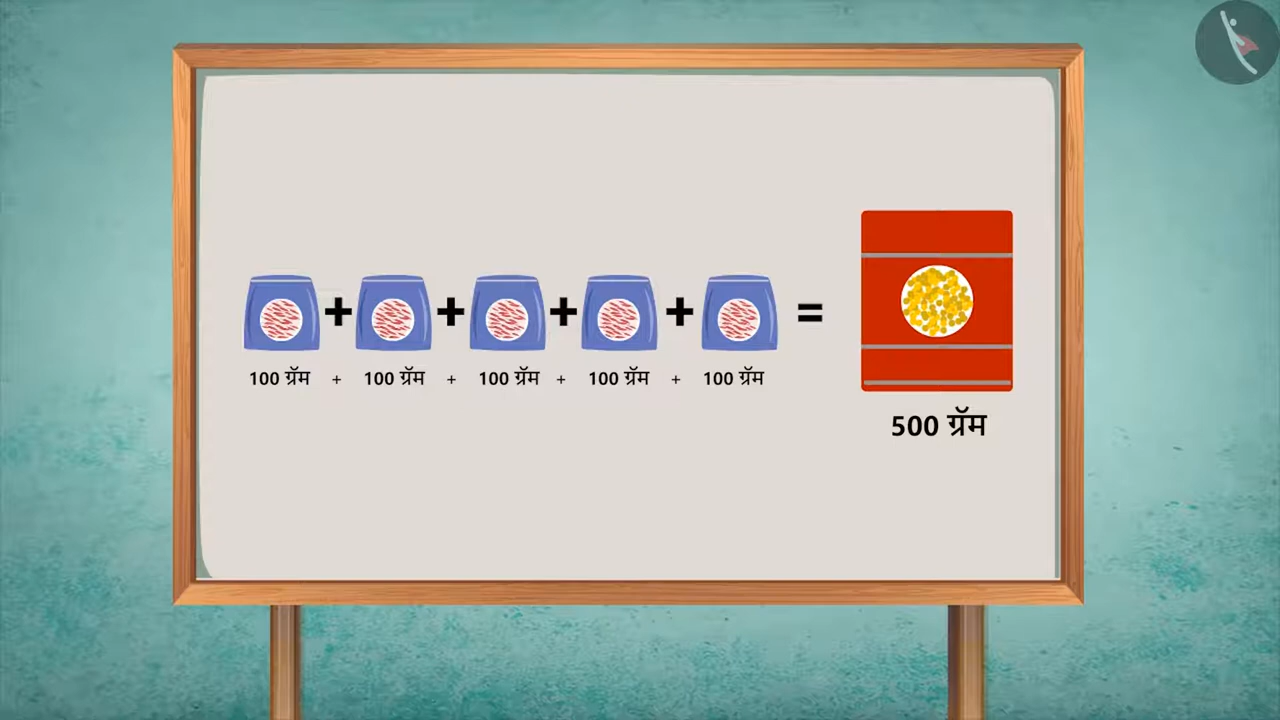 + + + + =
100 ग्रॅम + 100 ग्रॅम + 100 ग्रॅम + 100 ग्रॅम + 100 ग्रॅम
500 ग्रॅम